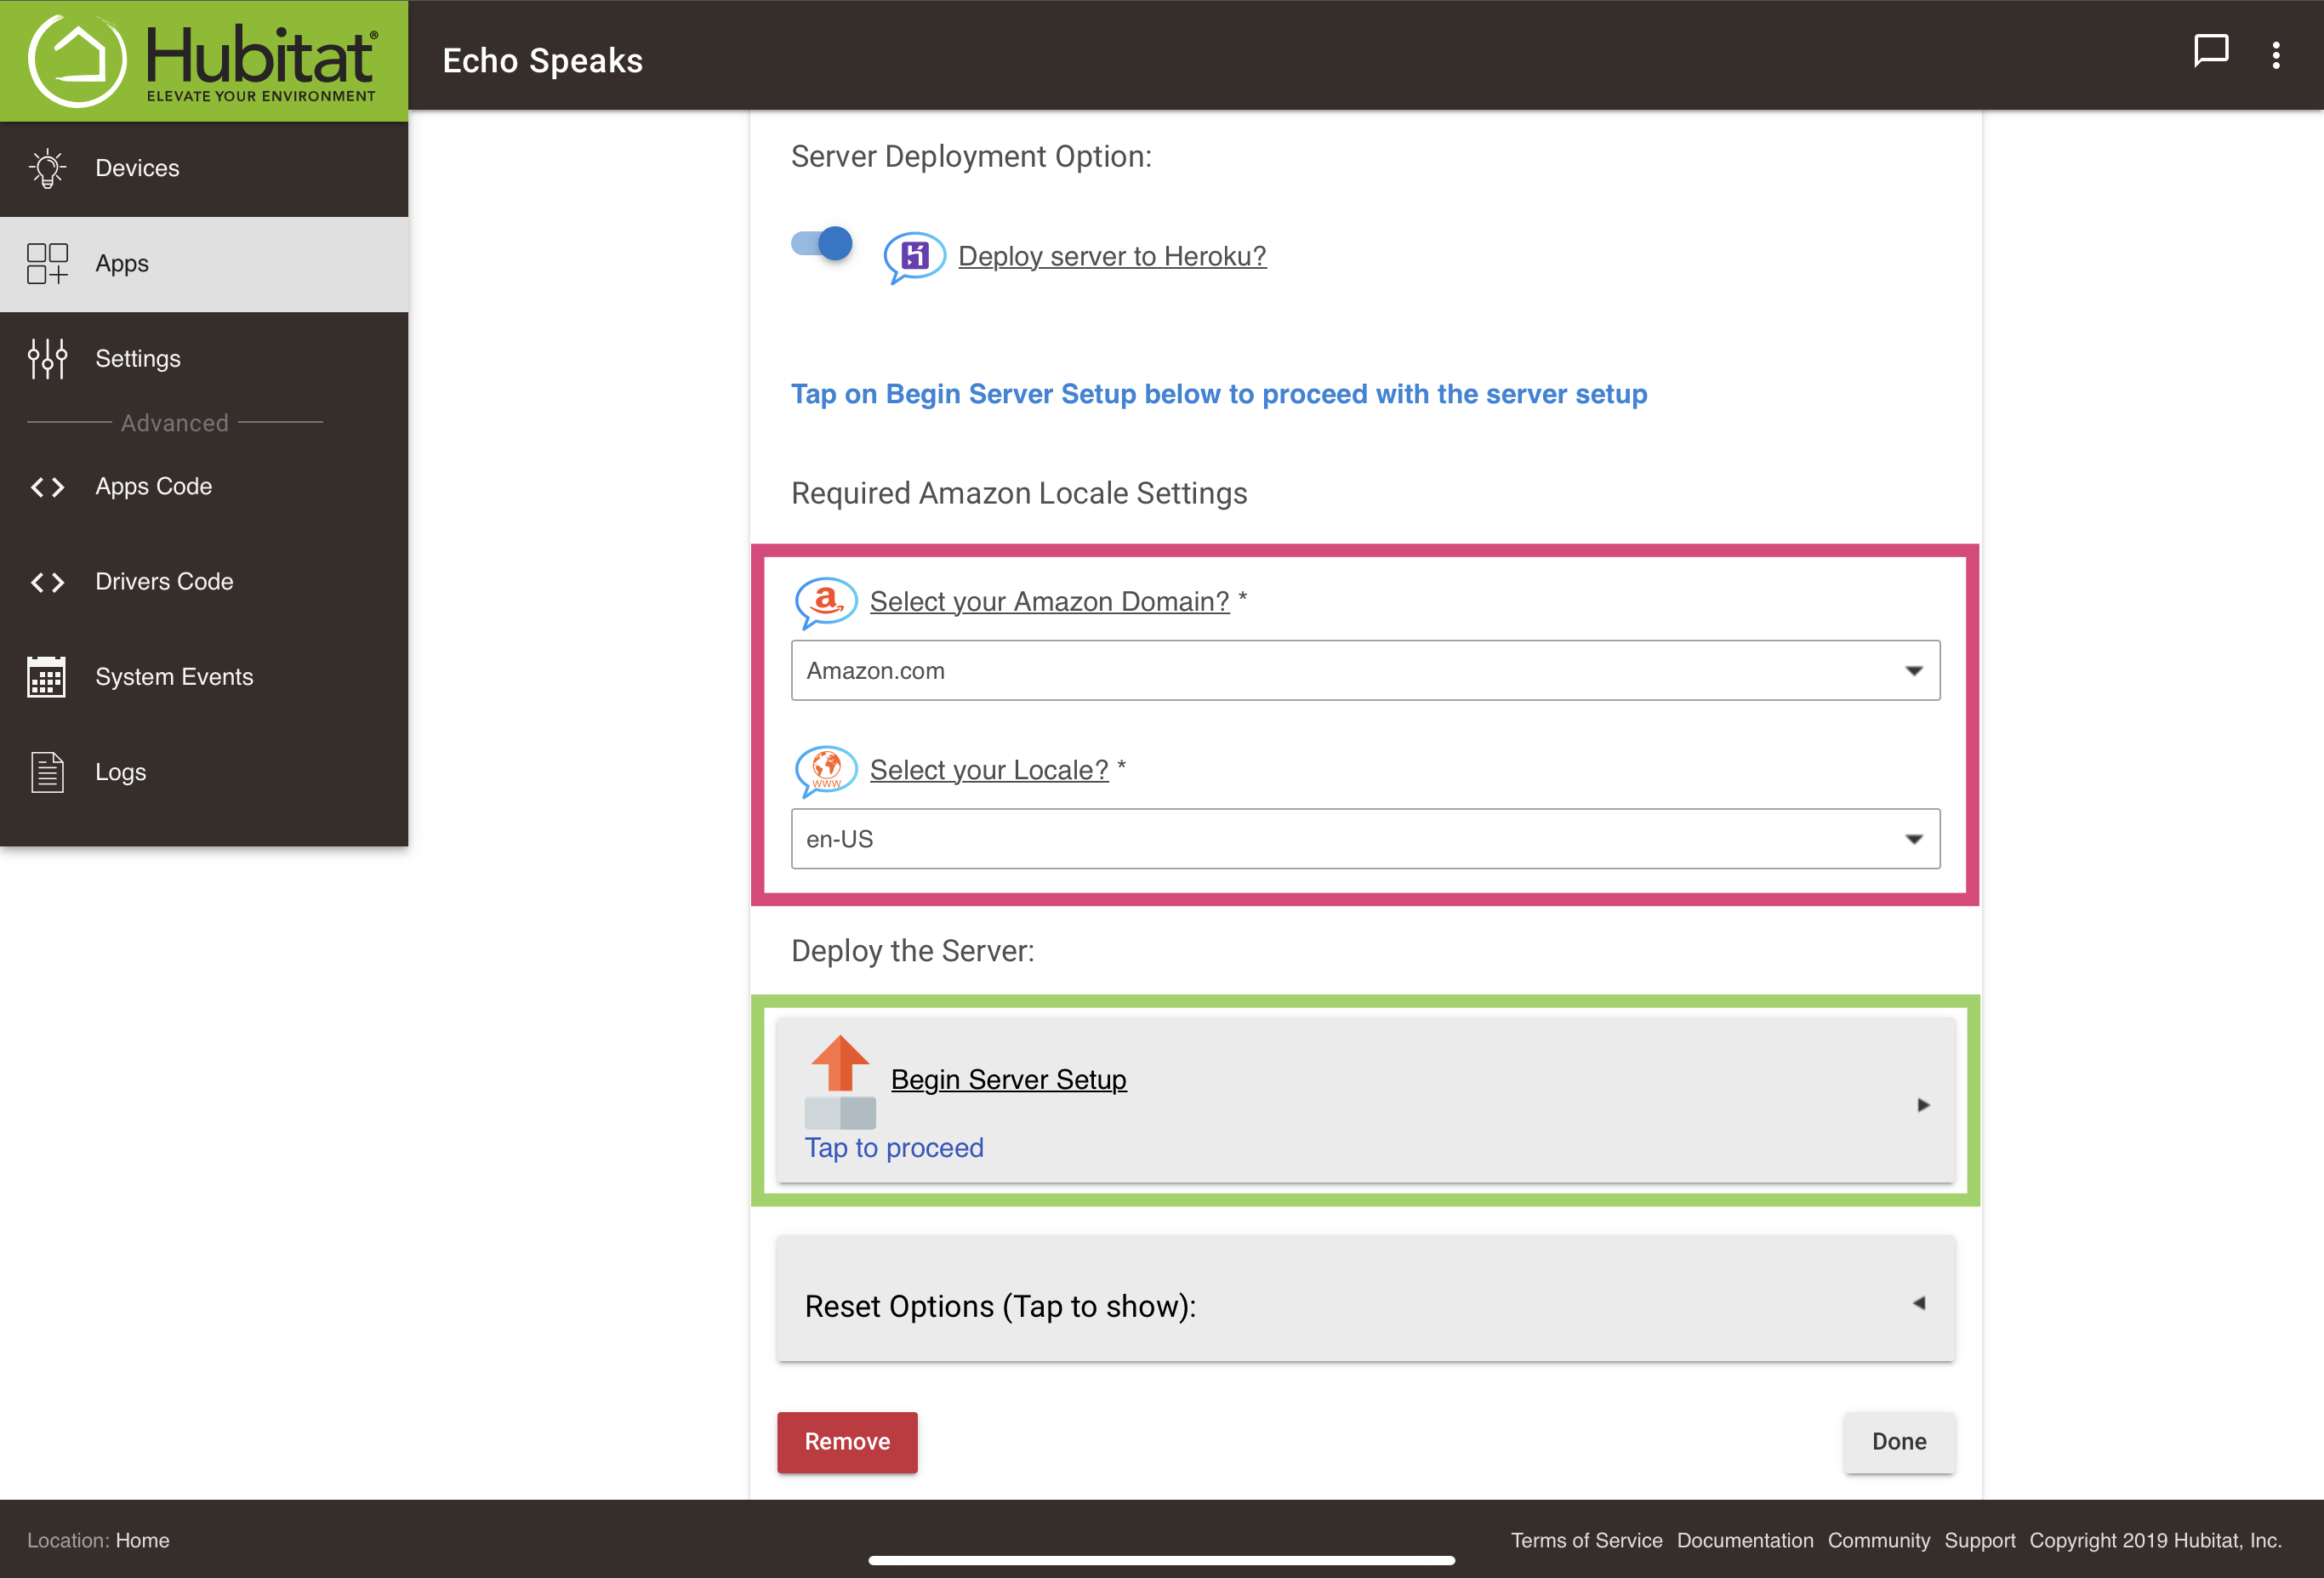 Hubitat®
ELEVATE YOUR ENVIRONMENT
Echo Speaks
Devices
Apps
Settings
Advanced
Apps Code
Drivers Code
System Events
Logs
Server Deployment Option:
Deploy server to Heroku?
Tap on Begin Server Setup below to proceed with the server setup
Required Amazon Locale Settings
a
Select your Amazon Domain? *
Amazon.com
WWW
Select your Locale? *
en-US
Deploy the Server:
Begin Server Setup
Tap to proceed
Reset Options (Tap to show):
Remove
Done
Location: Home
Terms of Service Documentation Community Support Copyright 2019 Hubitat, Inc.